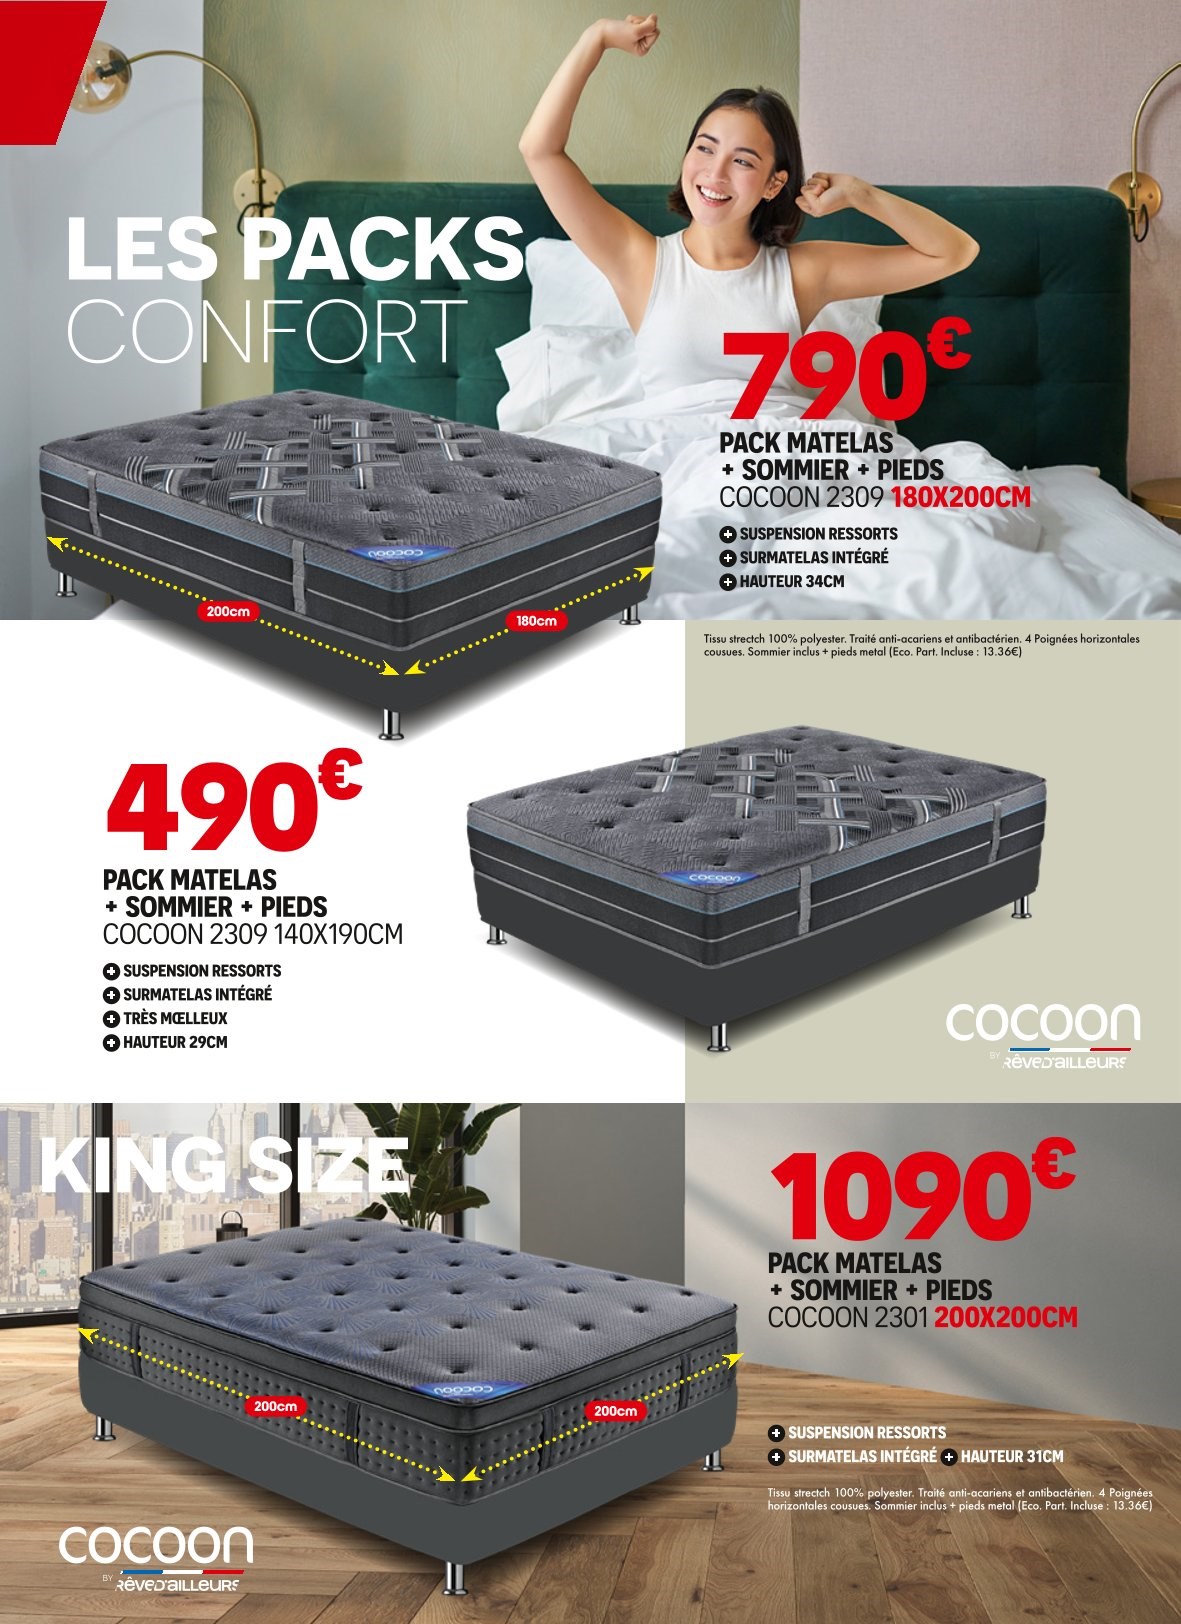 LES PACKS
CONFORT
790€
PACK MATELAS
+ SOMMIER + PIEDS
COCOON 2309 180X200CM
+ SUSPENSION RESSORTS
+ SURMATELAS INTÉGRÉ
+ HAUTEUR 34CM
cocoon
200cm
180cm
Tissu strectch 100% polyester. Traité anti-acariens et antibactérien. 4 Poignées horizontales
cousues. Sommier inclus + pieds metal (Eco. Part. Incluse : 13.36€)
490€
PACK MATELAS
+ SOMMIER + PIEDS
COCOON 2309 140X190CM
+ SUSPENSION RESSORTS
+ SURMATELAS INTÉGRÉ
+ TRÈS MŒLLEUX
+ HAUTEUR 29CM
cocoon
cocoon
BY RÊVED'AILLEURS
KING SIZE
1090€
PACK MATELAS
+ SOMMIER + PIEDS
COCOON 2301 200X200CM
cocoon
200cm
200cm
+ SUSPENSION RESSORTS
+ SURMATELAS INTÉGRÉ + HAUTEUR 31CM
Tissu strectch 100% polyester. Traité anti-acariens et antibactérien. 4 Poignées
horizontales cousues. Sommier inclus + pieds metal (Eco. Part. Incluse : 13.36€)
cocoon
BY RÊVED'AILLEURS